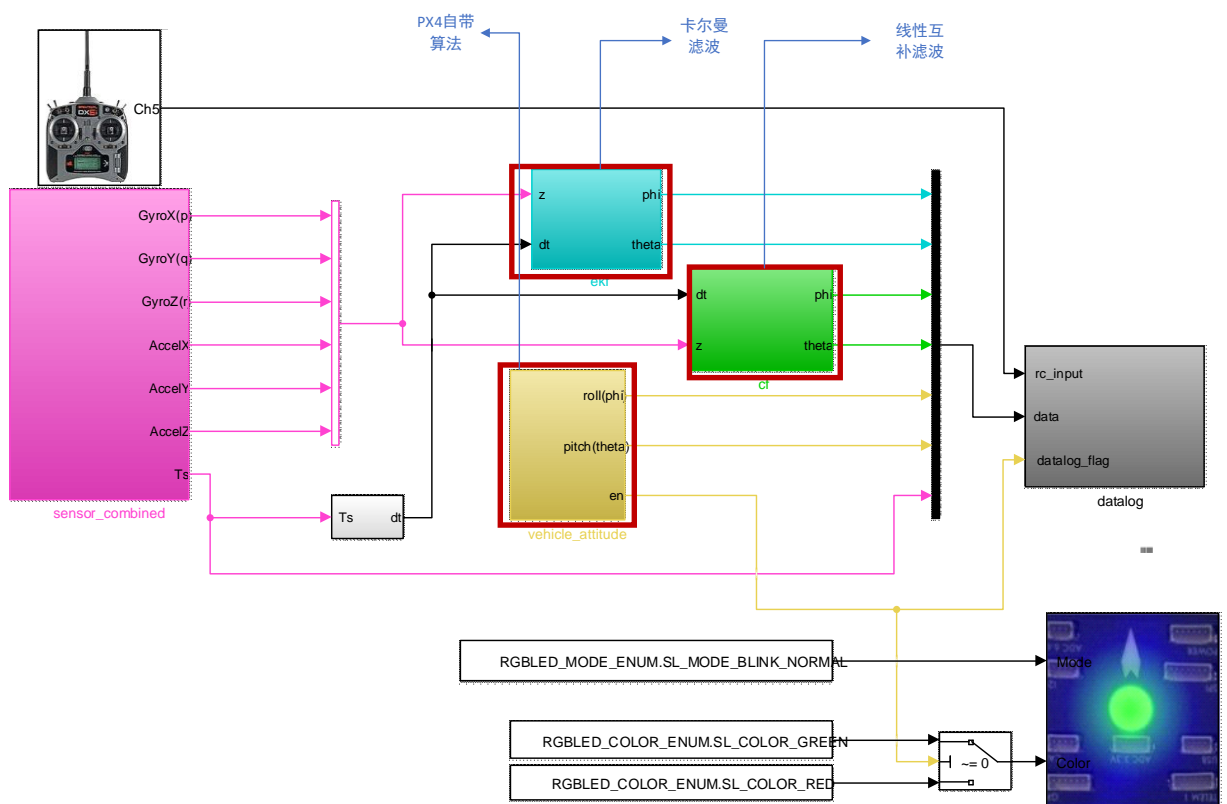 PX4自带
算法
卡尔曼
滤波
线性互
补滤波
Ch5
DX5
GyroX(p)
GyroY(q)
GyroZ(r)
AccelX
AccelY
AccelZ
Ts
sensor_combined
z
dt
phi
theta
ekf
dt
z
phi
theta
cf
roll(phi)
pitch(theta)
en
vehicle_attitude
Ts
dt
rc_input
data
datalog_flag
datalog
RGBLED_MODE_ENUM.SL_MODE_BLINK_NORMAL
RGBLED_COLOR_ENUM.SL_COLOR_GREEN
RGBLED_COLOR_ENUM.SL_COLOR_RED
~= 0
Mode
Color